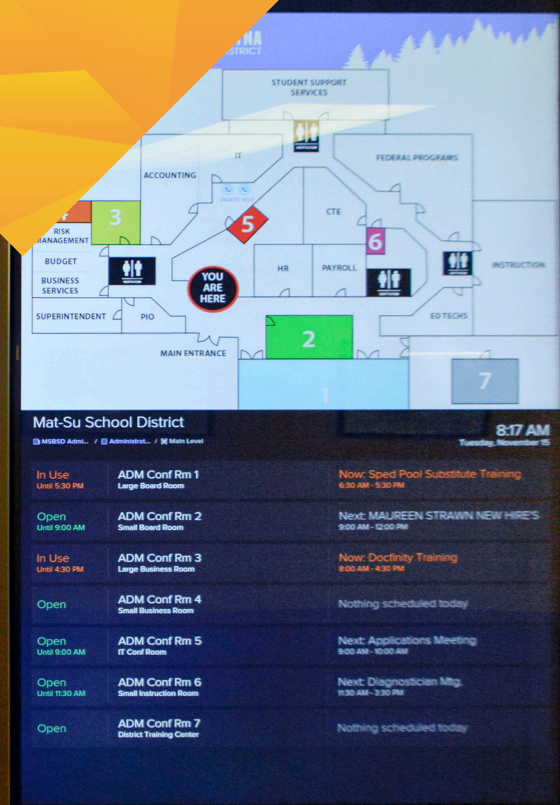 STUDENT SUPPORT
SERVICES
IT
FEDERAL PROGRAMS
ACCOUNTING
3
5
CTE
RISK
MANAGEMENT
6
BUDGET
HR
PAYROLL
INSTRUCTION
YOU
ARE
HERE
BUSINESS
SERVICES
SUPERINTENDENT
PIO
ED TECHS
2
MAIN ENTRANCE
7
1
Mat-Su School District
8:17 AM
MSBSD Admi... / Administrat... / Main Level
Tuesday, November 15
In Use
Until 5:30 PM
ADM Conf Rm 1
Large Board Room
Now: Sped Pool Substitute Training
6:30 AM - 5:30 PM
Open
Until 9:00 AM
ADM Conf Rm 2
Small Board Room
Next: MAUREEN STRAWN NEW HIRE'S
9:00 AM - 12:00 PM
In Use
Until 4:30 PM
ADM Conf Rm 3
Large Business Room
Now: Docfinity Training
8:00 AM - 4:30 PM
Open
ADM Conf Rm 4
Small Business Room
Nothing scheduled today
Open
Until 9:00 AM
ADM Conf Rm 5
IT Conf Room
Next: Applications Meeting
9:00 AM - 10:00 AM
Open
Until 11:30 AM
ADM Conf Rm 6
Small Instruction Room
Next: Diagnostician Mtg.
11:30 AM - 3:30 PM
Open
ADM Conf Rm 7
District Training Center
Nothing scheduled today